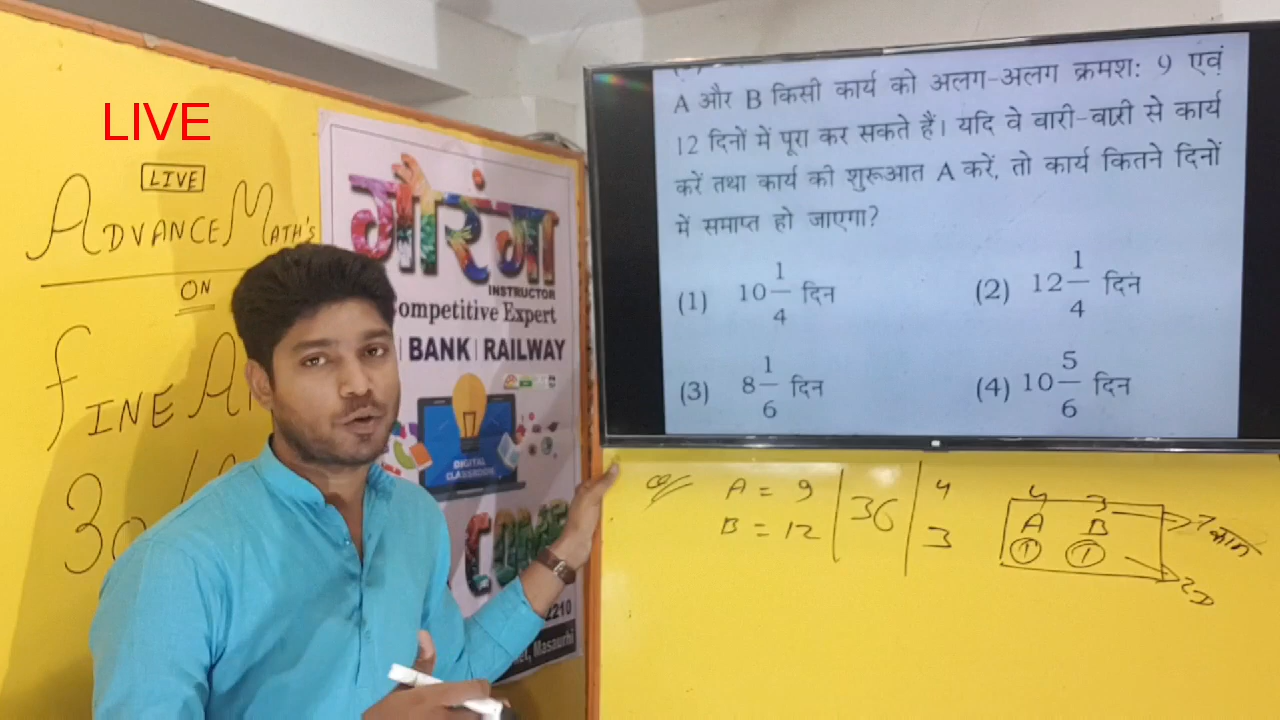 LIVE
LIVE
ADVANCE MATH'S
ON
FINE
गोरंगा
INSTRUCTOR
Competitive Expert
| BANK | RAILWAY
DIGITAL
CLASSROOM
2210
Masaurhi
A और B किसी कार्य को अलग-अलग क्रमशः 9 एवं
12 दिनों में पूरा कर सकते हैं। यदि वे वारी-वारी से कार्य
करें तथा कार्य की शुरूआत A करें, तो कार्य कितने दिनों
में समाप्त हो जाएगा?
(1) 10 1/4 दिन (2) 12 1/4 दिन
(3) 8 1/6 दिन (4) 10 5/6 दिन
A = 9 | 36 | 4
B = 12 | | 3
4 3
A B → 7 काम
1 1 → 2D